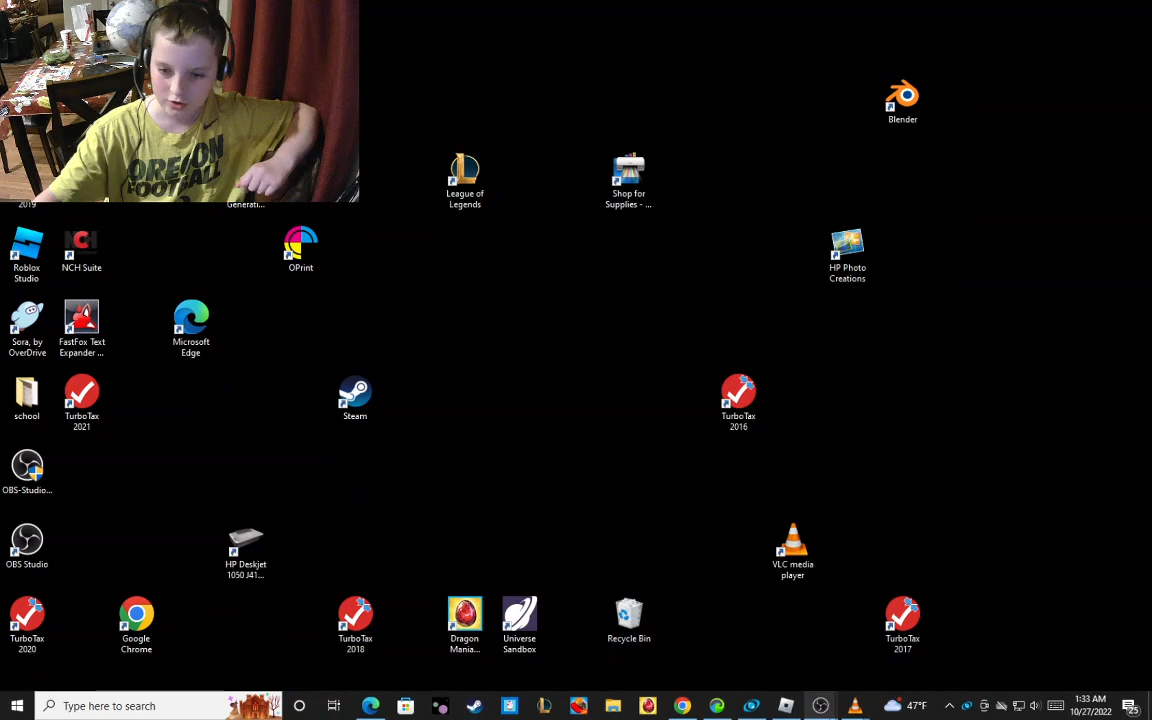 OREGON
FOOTBALL
2019
Generati...
Blender
League of
Legends
Shop for
Supplies - ...
Roblox
Studio
NCH
NCH Suite
OPrint
HP Photo
Creations
Sora, by
OverDrive
FastFox Text
Expander ...
Microsoft
Edge
school
TurboTax
2021
Steam
TurboTax
2016
OBS-Studio...
OBS Studio
HP Deskjet
1050 J41...
VLC media
player
TurboTax
2020
Google
Chrome
TurboTax
2018
Dragon
Mania...
Universe
Sandbox
Recycle Bin
TurboTax
2017
Type here to search
47°F
1:33 AM
10/27/2022
25